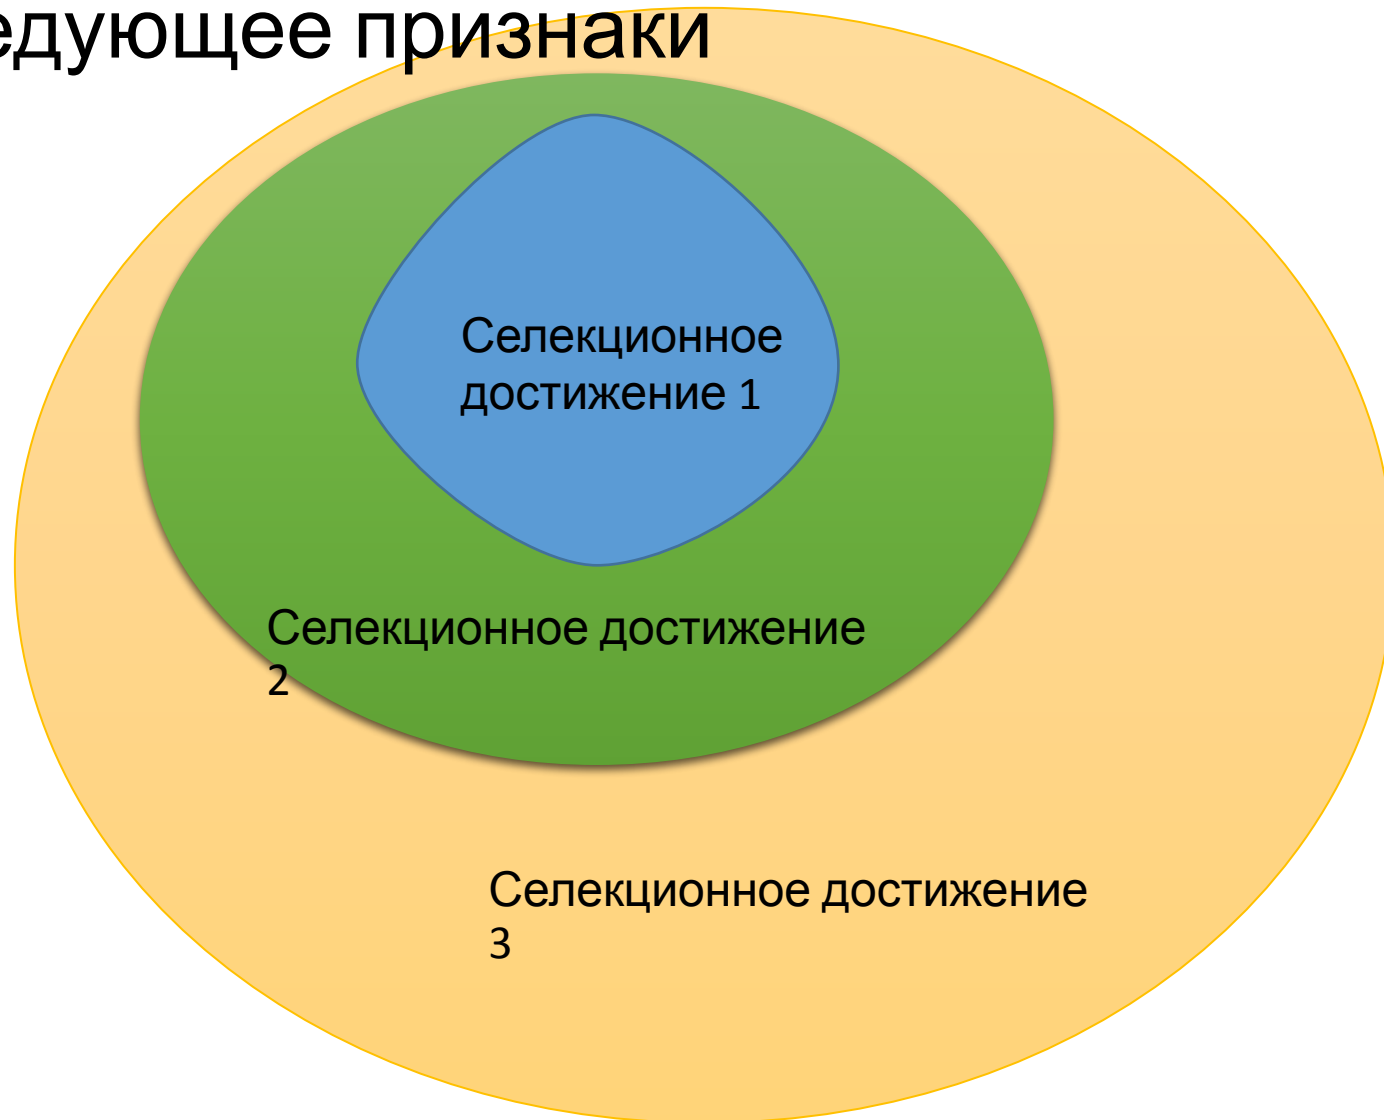 едующее признаки
Селекционное
достижение 1
Селекционное достижение
2
Селекционное достижение
3